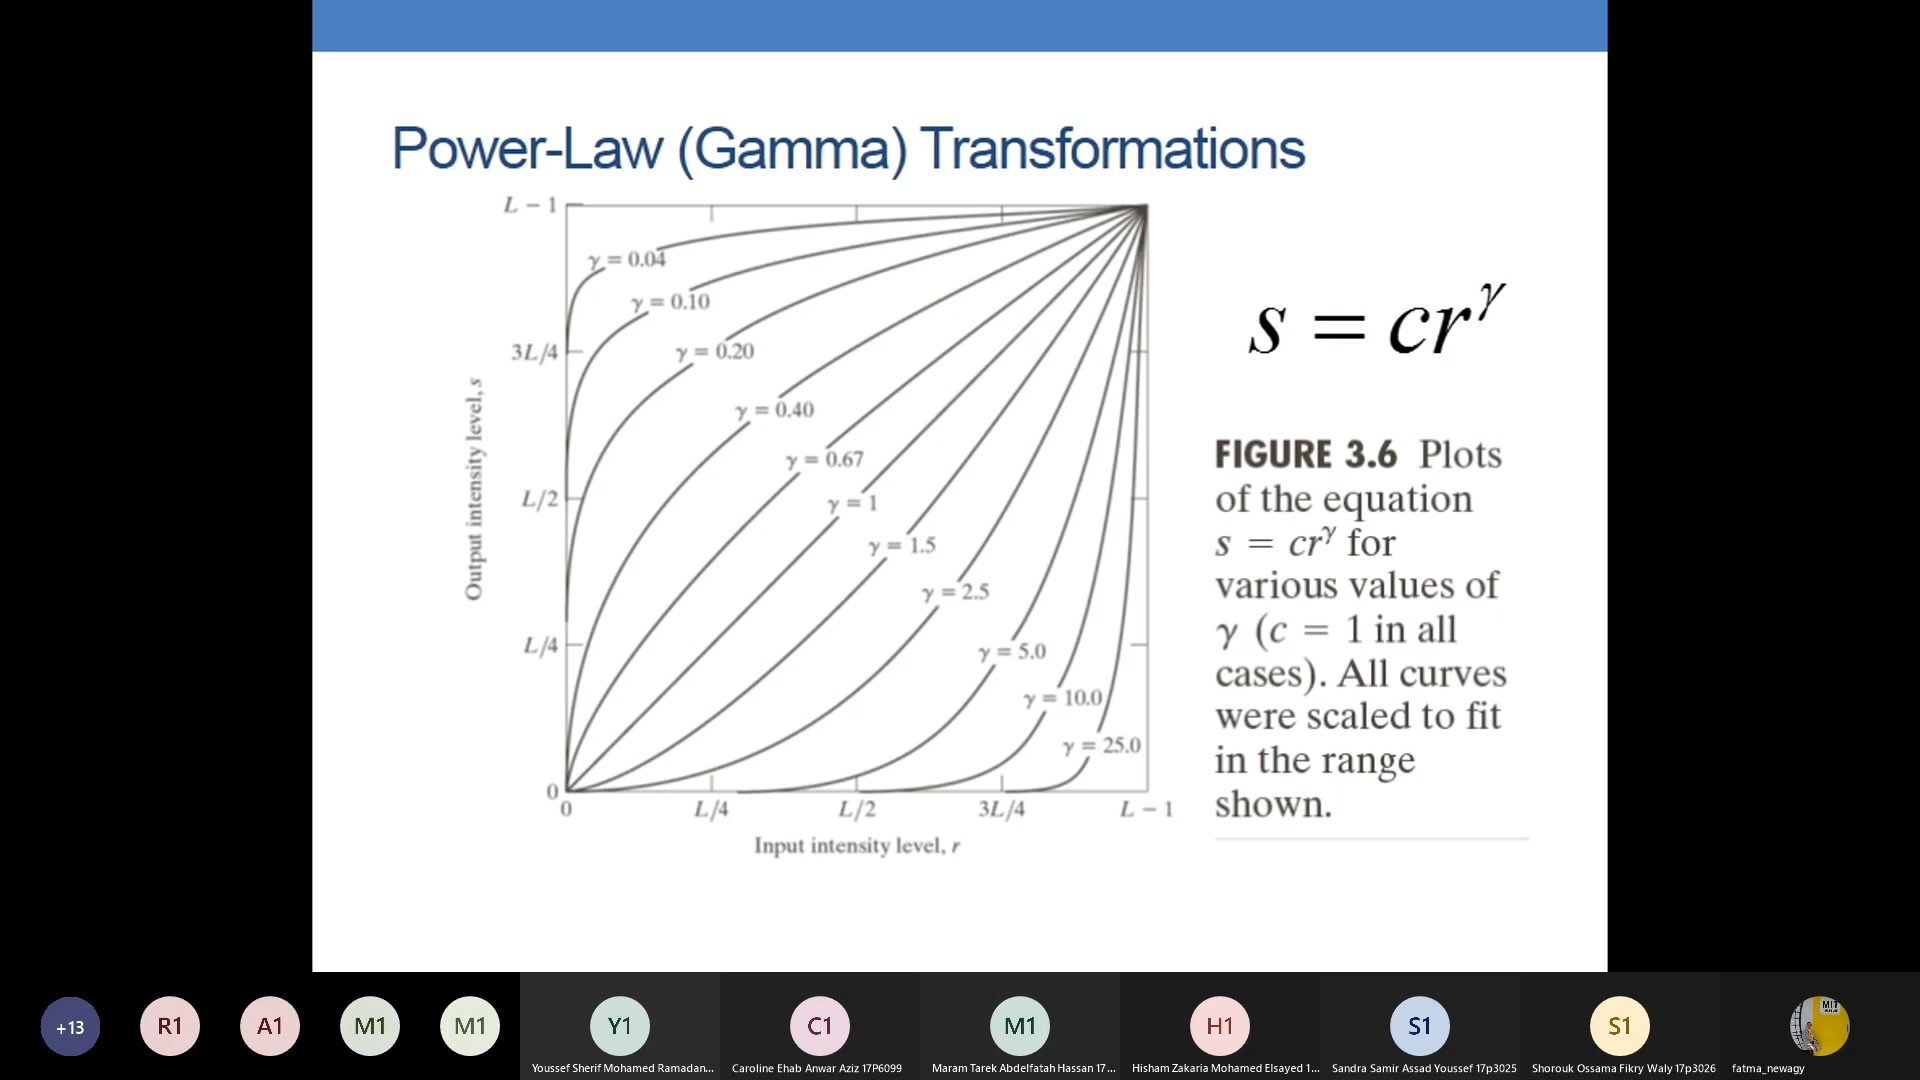 Power-Law (Gamma) Transformations
L − 1
γ = 0.04
γ = 0.10
3L/4
γ = 0.20
γ = 0.40
γ = 0.67
L/2
γ = 1
γ = 1.5
γ = 2.5
L/4
γ = 5.0
γ = 10.0
γ = 25.0
0
0
L/4
L/2
3L/4
L − 1
Output intensity level, s
Input intensity level, r
s = cr^γ
FIGURE 3.6 Plots
of the equation
s = cr^γ for
various values of
γ (c = 1 in all
cases). All curves
were scaled to fit
in the range
shown.
+13
R1
A1
M1
M1
Y1
C1
M1
H1
S1
S1
MIT
Youssef Sherif Mohamed Ramadan...
Caroline Ehab Anwar Aziz 17P6099
Maram Tarek Abdelfatah Hassan 17...
Hisham Zakaria Mohamed Elsayed 1...
Sandra Samir Assad Youssef 17p3025
Shorouk Ossama Fikry Waly 17p3026
fatma_newagy